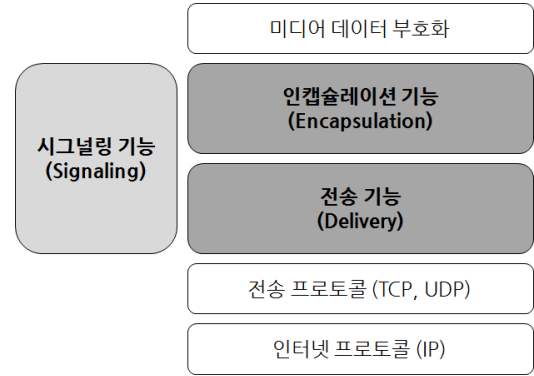 미디어 데이터 부호화
시그널링 기능
(Signaling)
인캡슐레이션 기능
(Encapsulation)
전송 기능
(Delivery)
전송 프로토콜 (TCP, UDP)
인터넷 프로토콜 (IP)